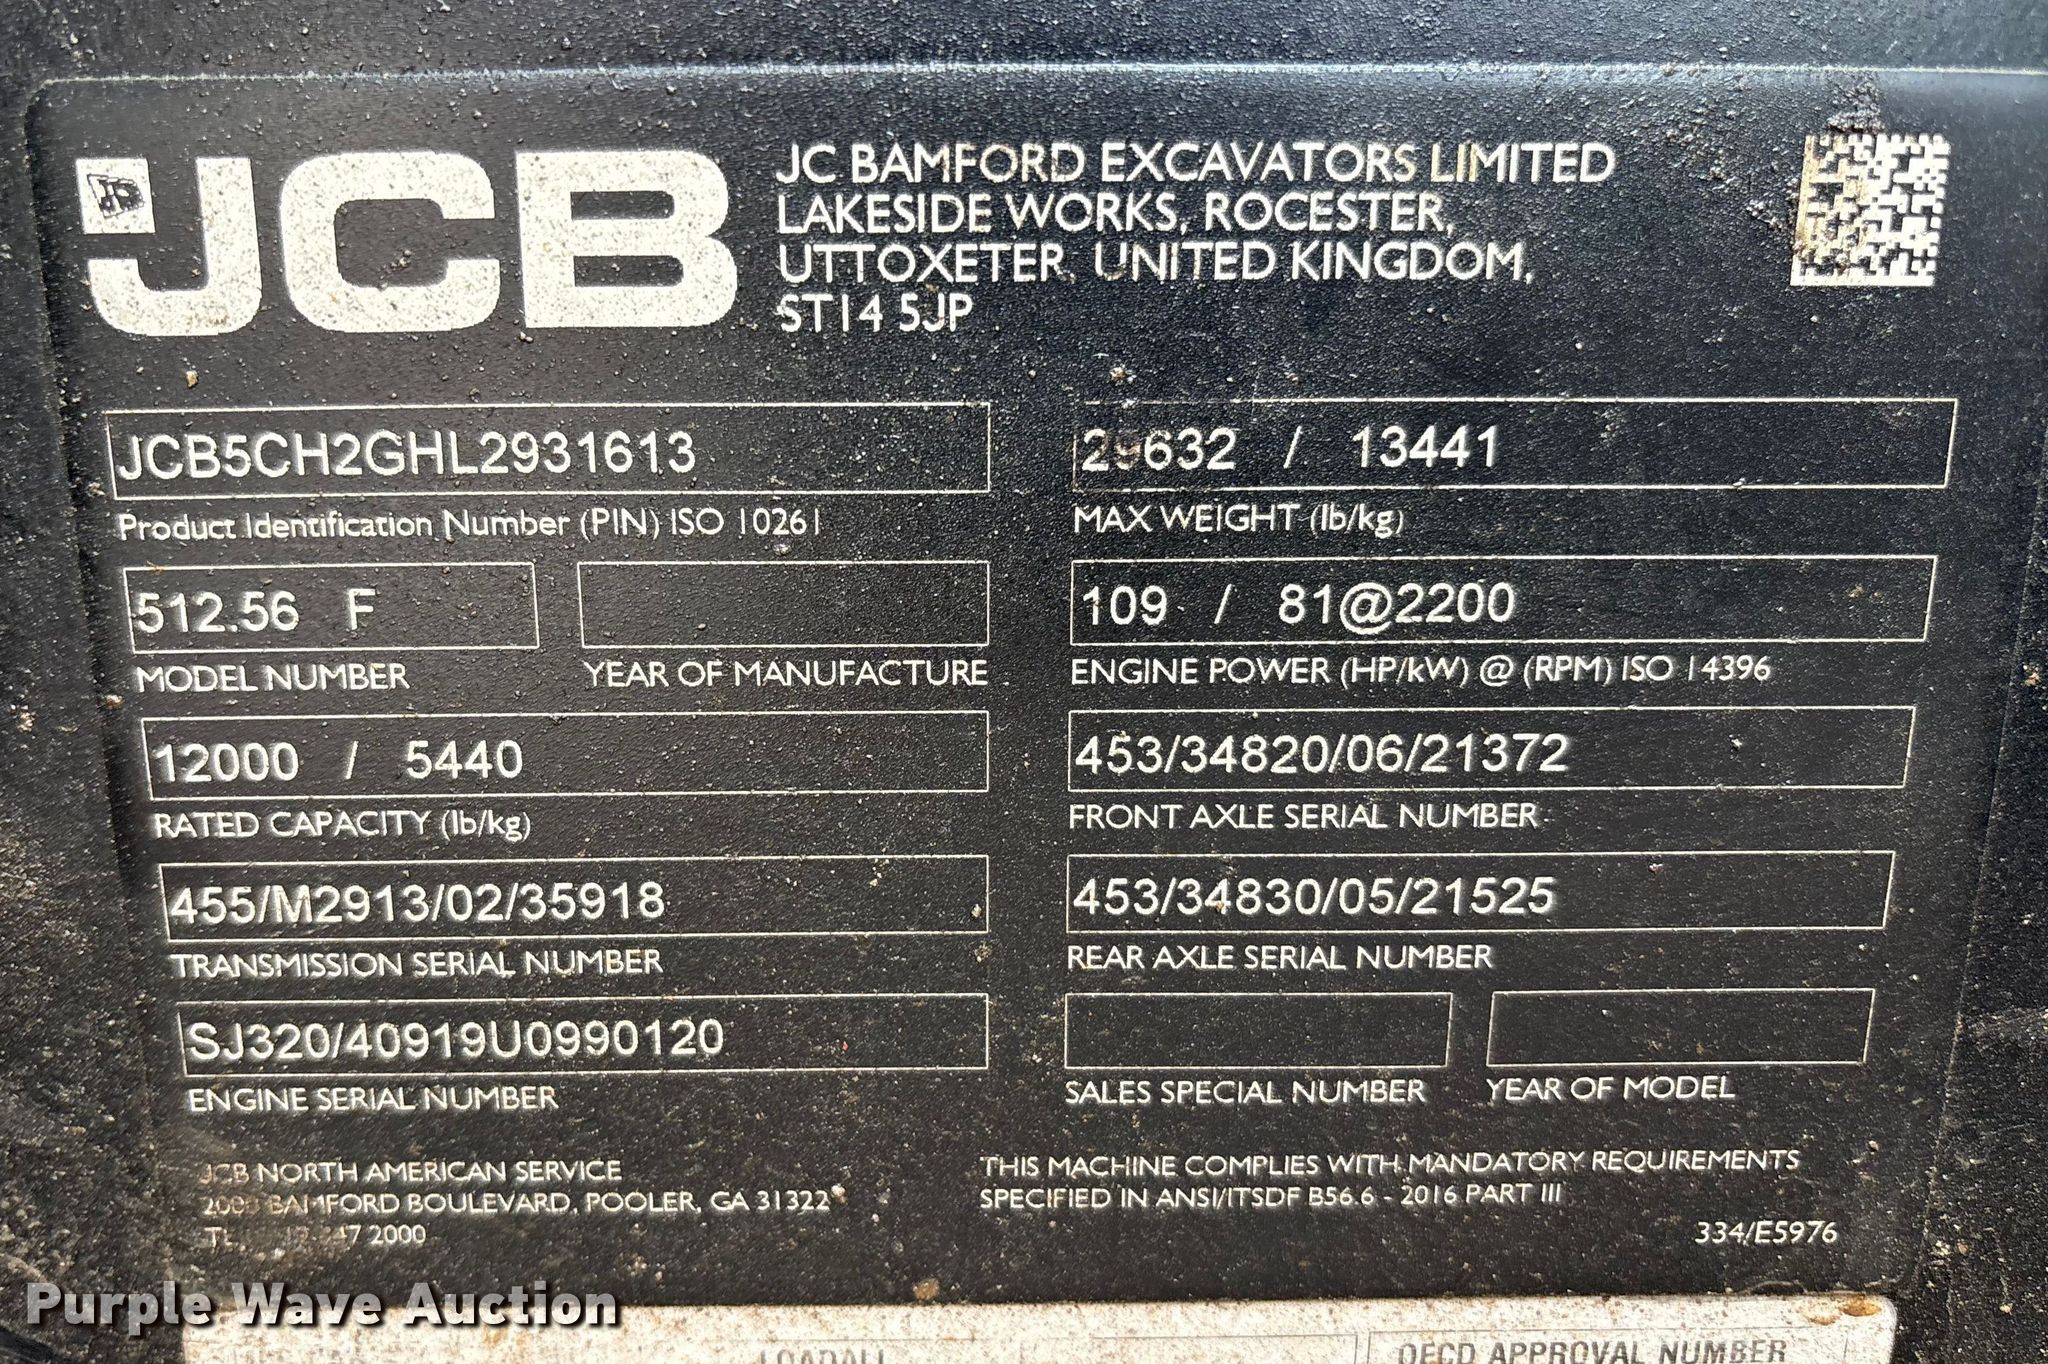 JCB
JC BAMFORD EXCAVATORS LIMITED
LAKESIDE WORKS, ROCESTER,
UTTOXETER, UNITED KINGDOM,
ST14 5JP
JCB5CH2GHL2931613
Product Identification Number (PIN) ISO 10261
29632 / 13441
MAX WEIGHT (lb/kg)
512.56 F
MODEL NUMBER
YEAR OF MANUFACTURE
109 / 81@2200
ENGINE POWER (HP/kW) @ (RPM) ISO 14396
12000 / 5440
RATED CAPACITY (lb/kg)
453/34820/06/21372
FRONT AXLE SERIAL NUMBER
455/M2913/02/35918
TRANSMISSION SERIAL NUMBER
453/34830/05/21525
REAR AXLE SERIAL NUMBER
SJ320/40919U0990120
ENGINE SERIAL NUMBER
SALES SPECIAL NUMBER
YEAR OF MODEL
JCB NORTH AMERICAN SERVICE
2000 BAMFORD BOULEVARD, POOLER, GA 31322
2000
THIS MACHINE COMPLIES WITH MANDATORY REQUIREMENTS
SPECIFIED IN ANSI/ITSDF B56.6 - 2016 PART III
334/E5976
Purple Wave Auction
LOADALL
OECD APPROVAL NUMBER